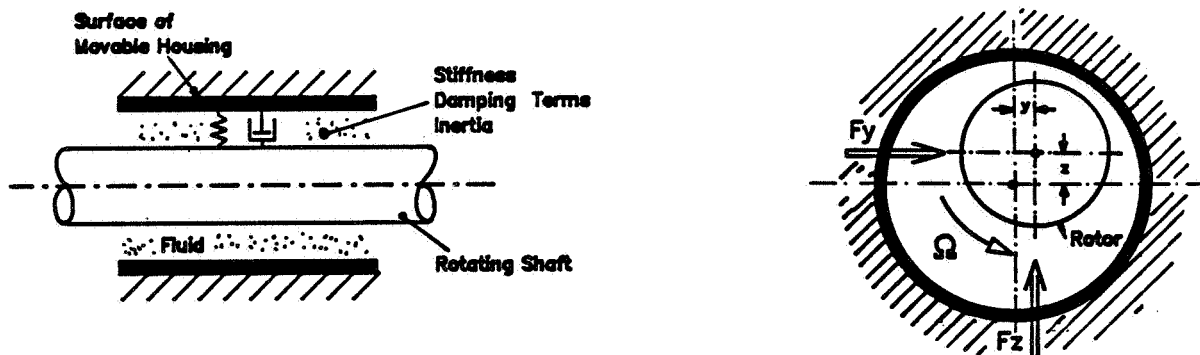 Surface of
Movable Housing
Stiffness
Damping Terms
Inertia
Fluid
Rotating Shaft
Fy
y
z
Ω
Rotor
Fz